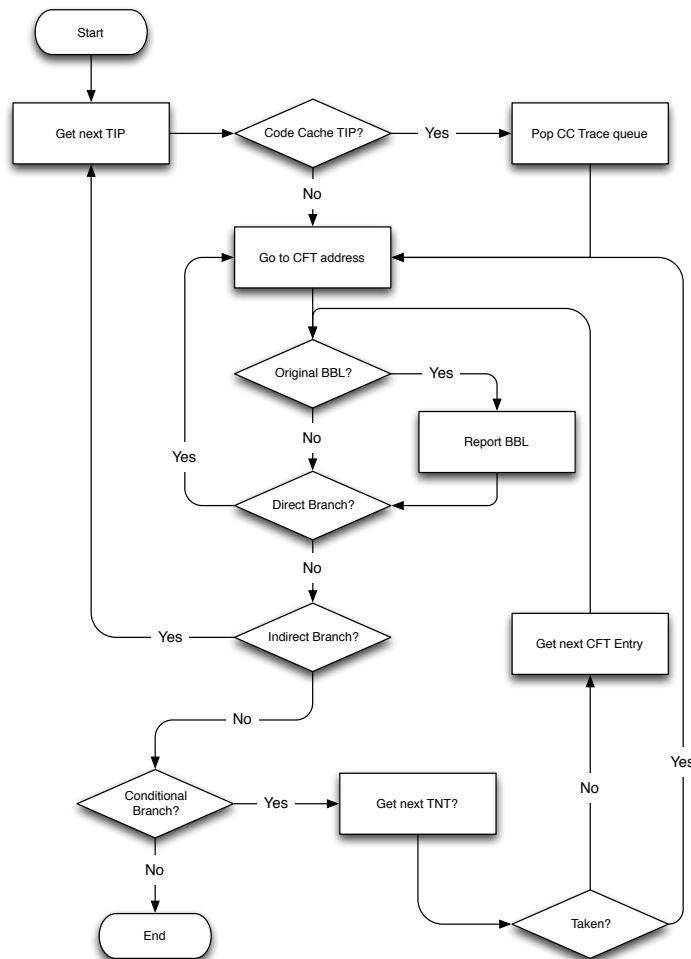 Start
Get next TIP
Code Cache TIP?
Yes
Pop CC Trace queue
No
Go to CFT address
Original BBL?
Yes
No
Report BBL
Yes
Direct Branch?
No
Yes
Indirect Branch?
Get next CFT Entry
No
Yes
Conditional
Branch?
Yes
Get next TNT?
No
No
End
Taken?